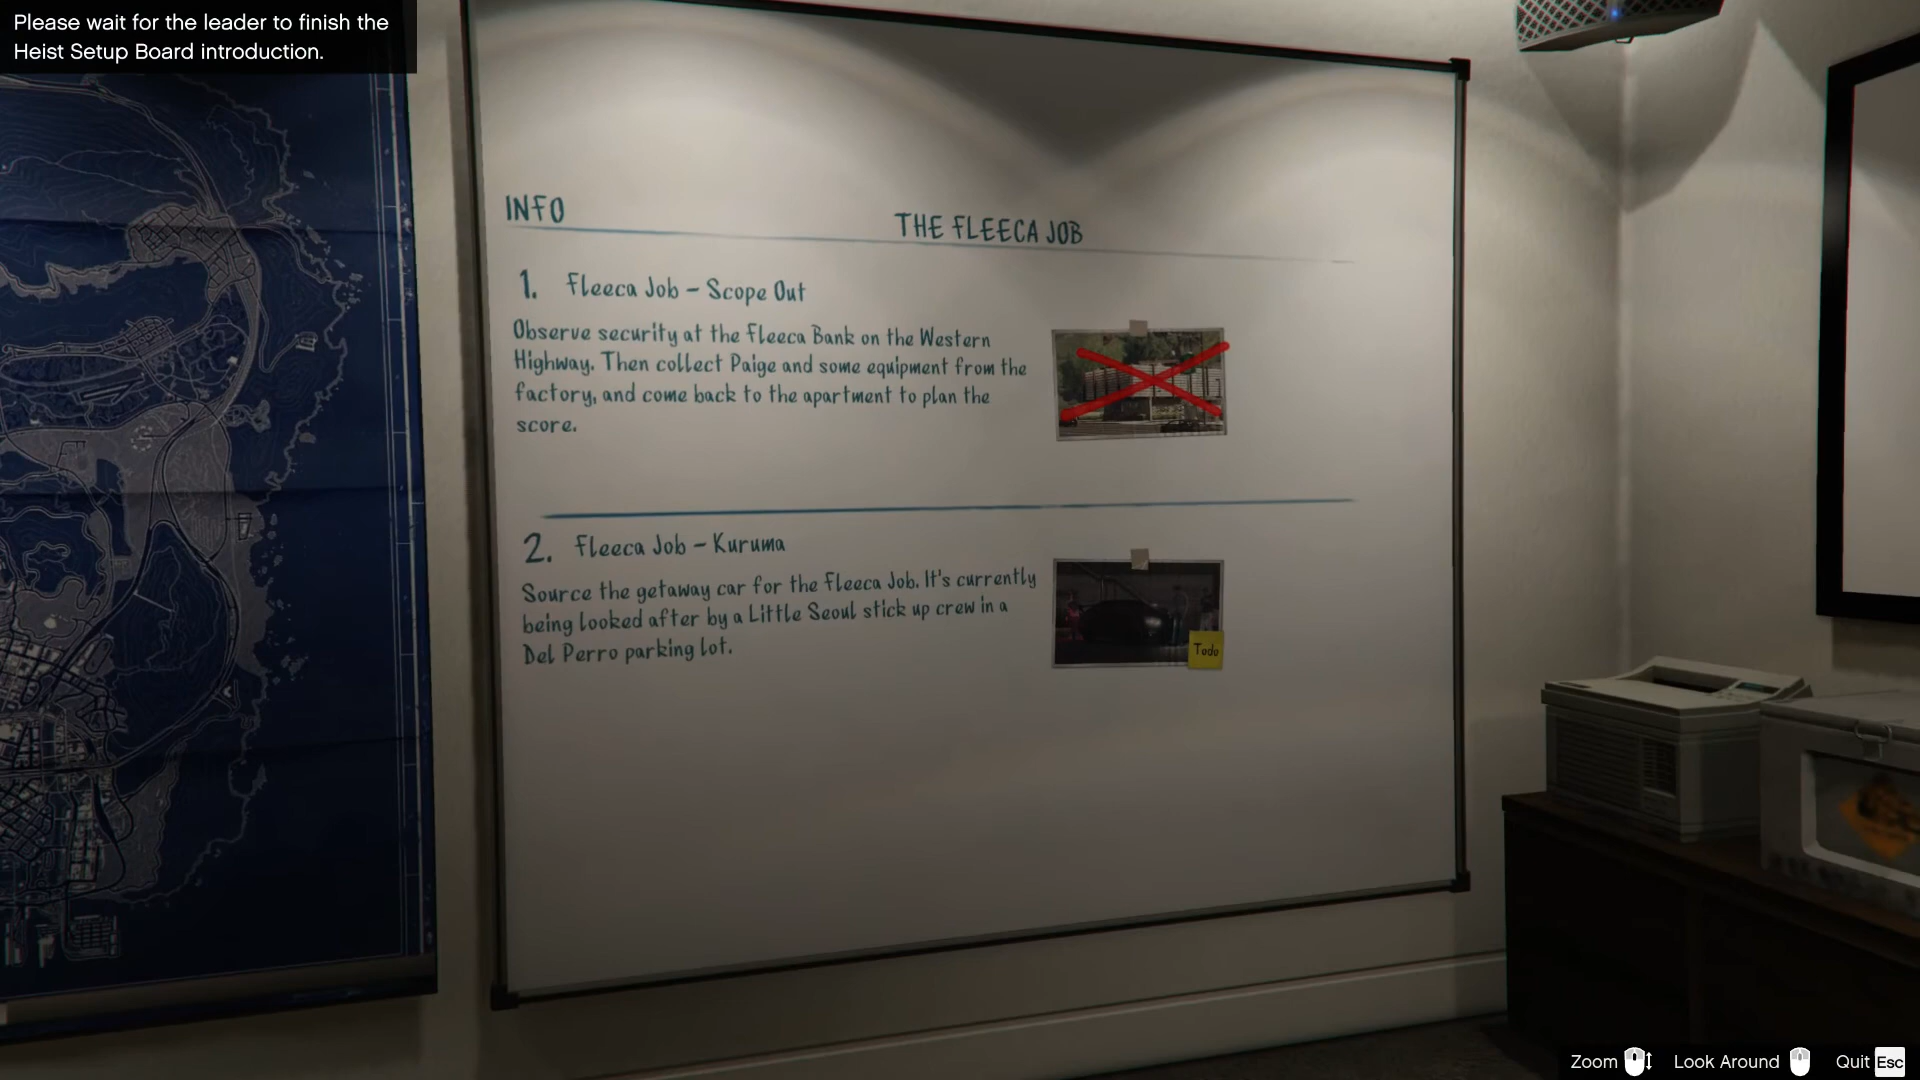 Please wait for the leader to finish the
Heist Setup Board introduction.
INFO
THE FLEECA JOB
1. Fleeca Job – Scope Out
Observe security at the Fleeca Bank on the Western
Highway. Then collect Paige and some equipment from the
factory, and come back to the apartment to plan the
score.
2. Fleeca Job – Kuruma
Source the getaway car for the Fleeca Job. It's currently
being looked after by a Little Seoul stick up crew in a
Del Perro parking lot.
Todo
Zoom Look Around Quit Esc